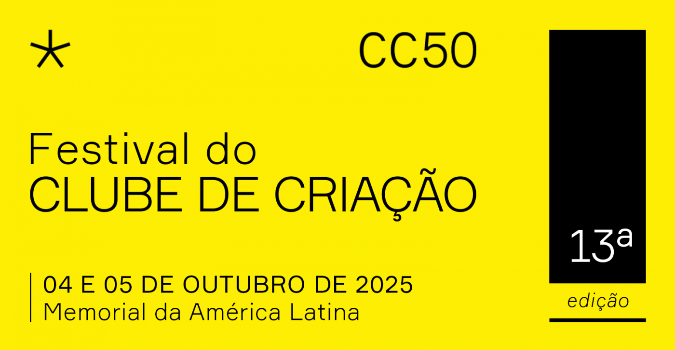 CC50
Festival do
CLUBE DE CRIAÇÃO
04 E 05 DE OUTUBRO DE 2025
Memorial da América Latina
13ª
edição